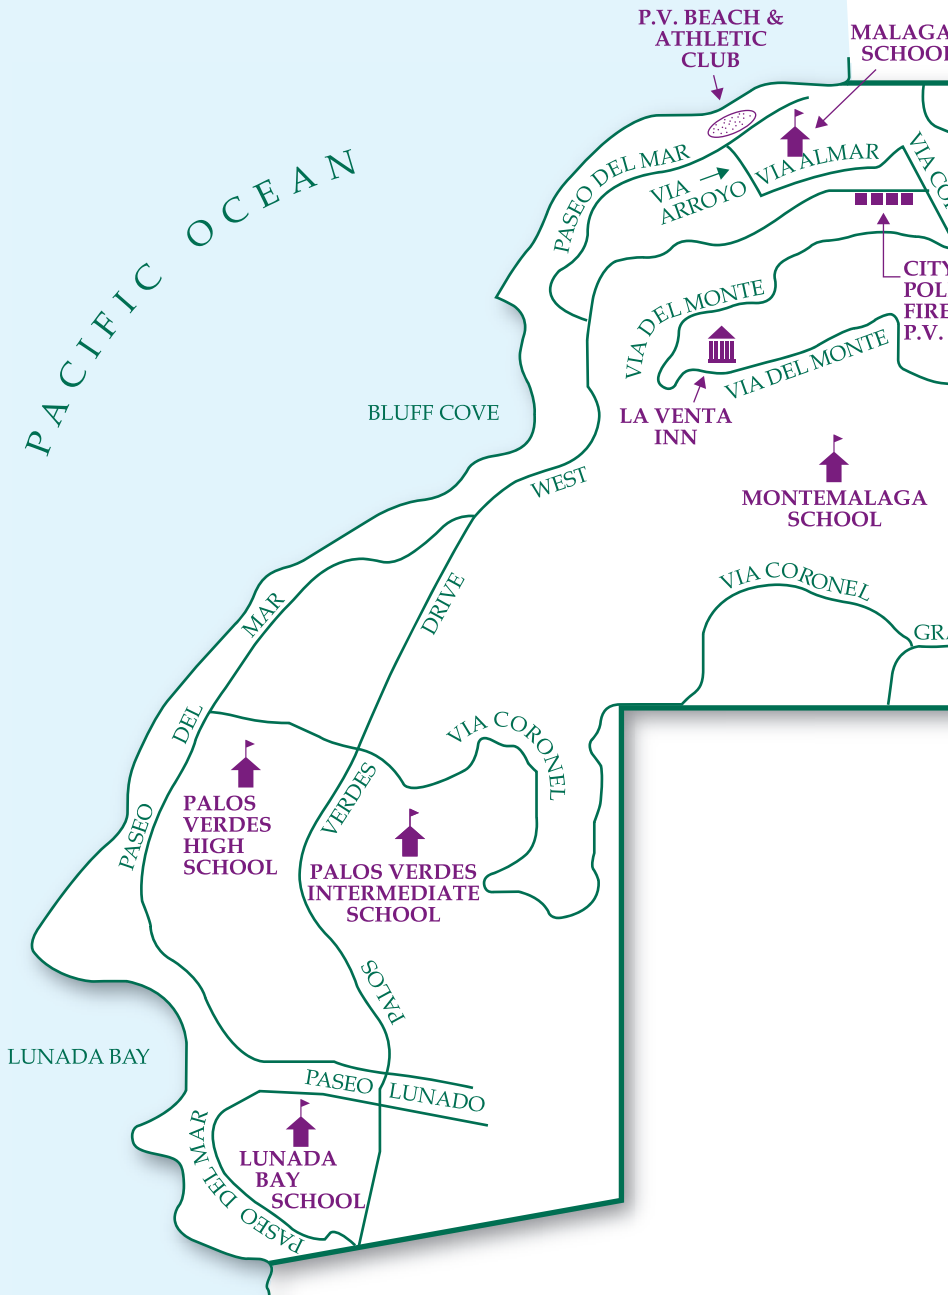 P.V. BEACH &
ATHLETIC
CLUB
MALAGA
SCHOOL
PACIFIC OCEAN
PASEO DEL MAR
VIA
ARROYO
VIA ALMAR
VIA DEL MONTE
CITY
FIRE
P.V.
VIA DEL MONTE
LA VENTA
INN
BLUFF COVE
WEST
MONTEMALAGA
SCHOOL
DRIVE
VIA CORONEL
MAR
DEL
PASEO
VIA CORONEL
VERDES
PALOS
VERDES
HIGH
SCHOOL
PALOS VERDES
INTERMEDIATE
SCHOOL
PALOS
LUNADA BAY
PASEO LUNADO
LUNADA
BAY
SCHOOL
PASEO DEL MAR